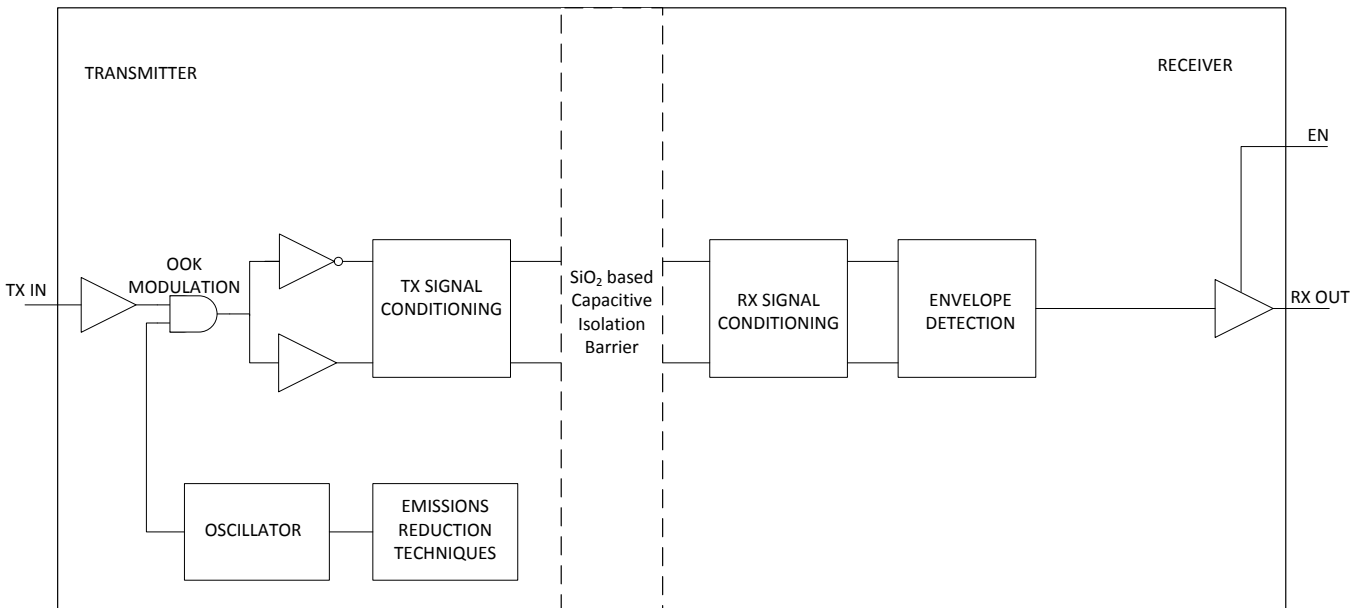 TRANSMITTER
RECEIVER
EN
OOK
MODULATION
TX IN
TX SIGNAL
CONDITIONING
SiO₂ based
Capacitive
Isolation
Barrier
RX SIGNAL
CONDITIONING
ENVELOPE
DETECTION
RX OUT
OSCILLATOR
EMISSIONS
REDUCTION
TECHNIQUES